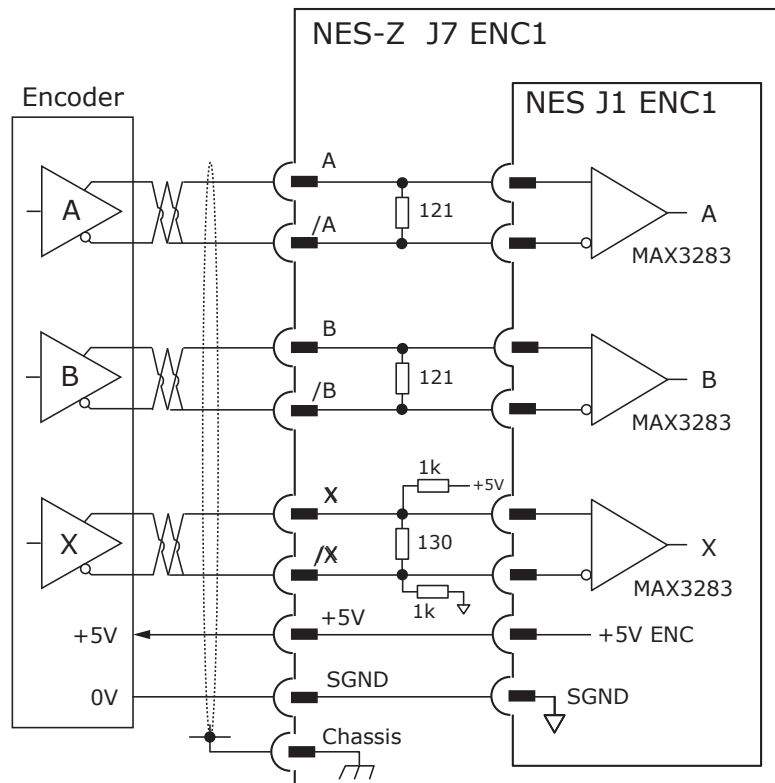 NES-Z J7 ENC1
Encoder
NES J1 ENC1
A
A
121
/A
A
MAX3283
B
B
121
/B
B
MAX3283
1k
+5V
X
X
130
/X
X
1k
MAX3283
+5V
+5V
+5V ENC
0V
SGND
SGND
Chassis